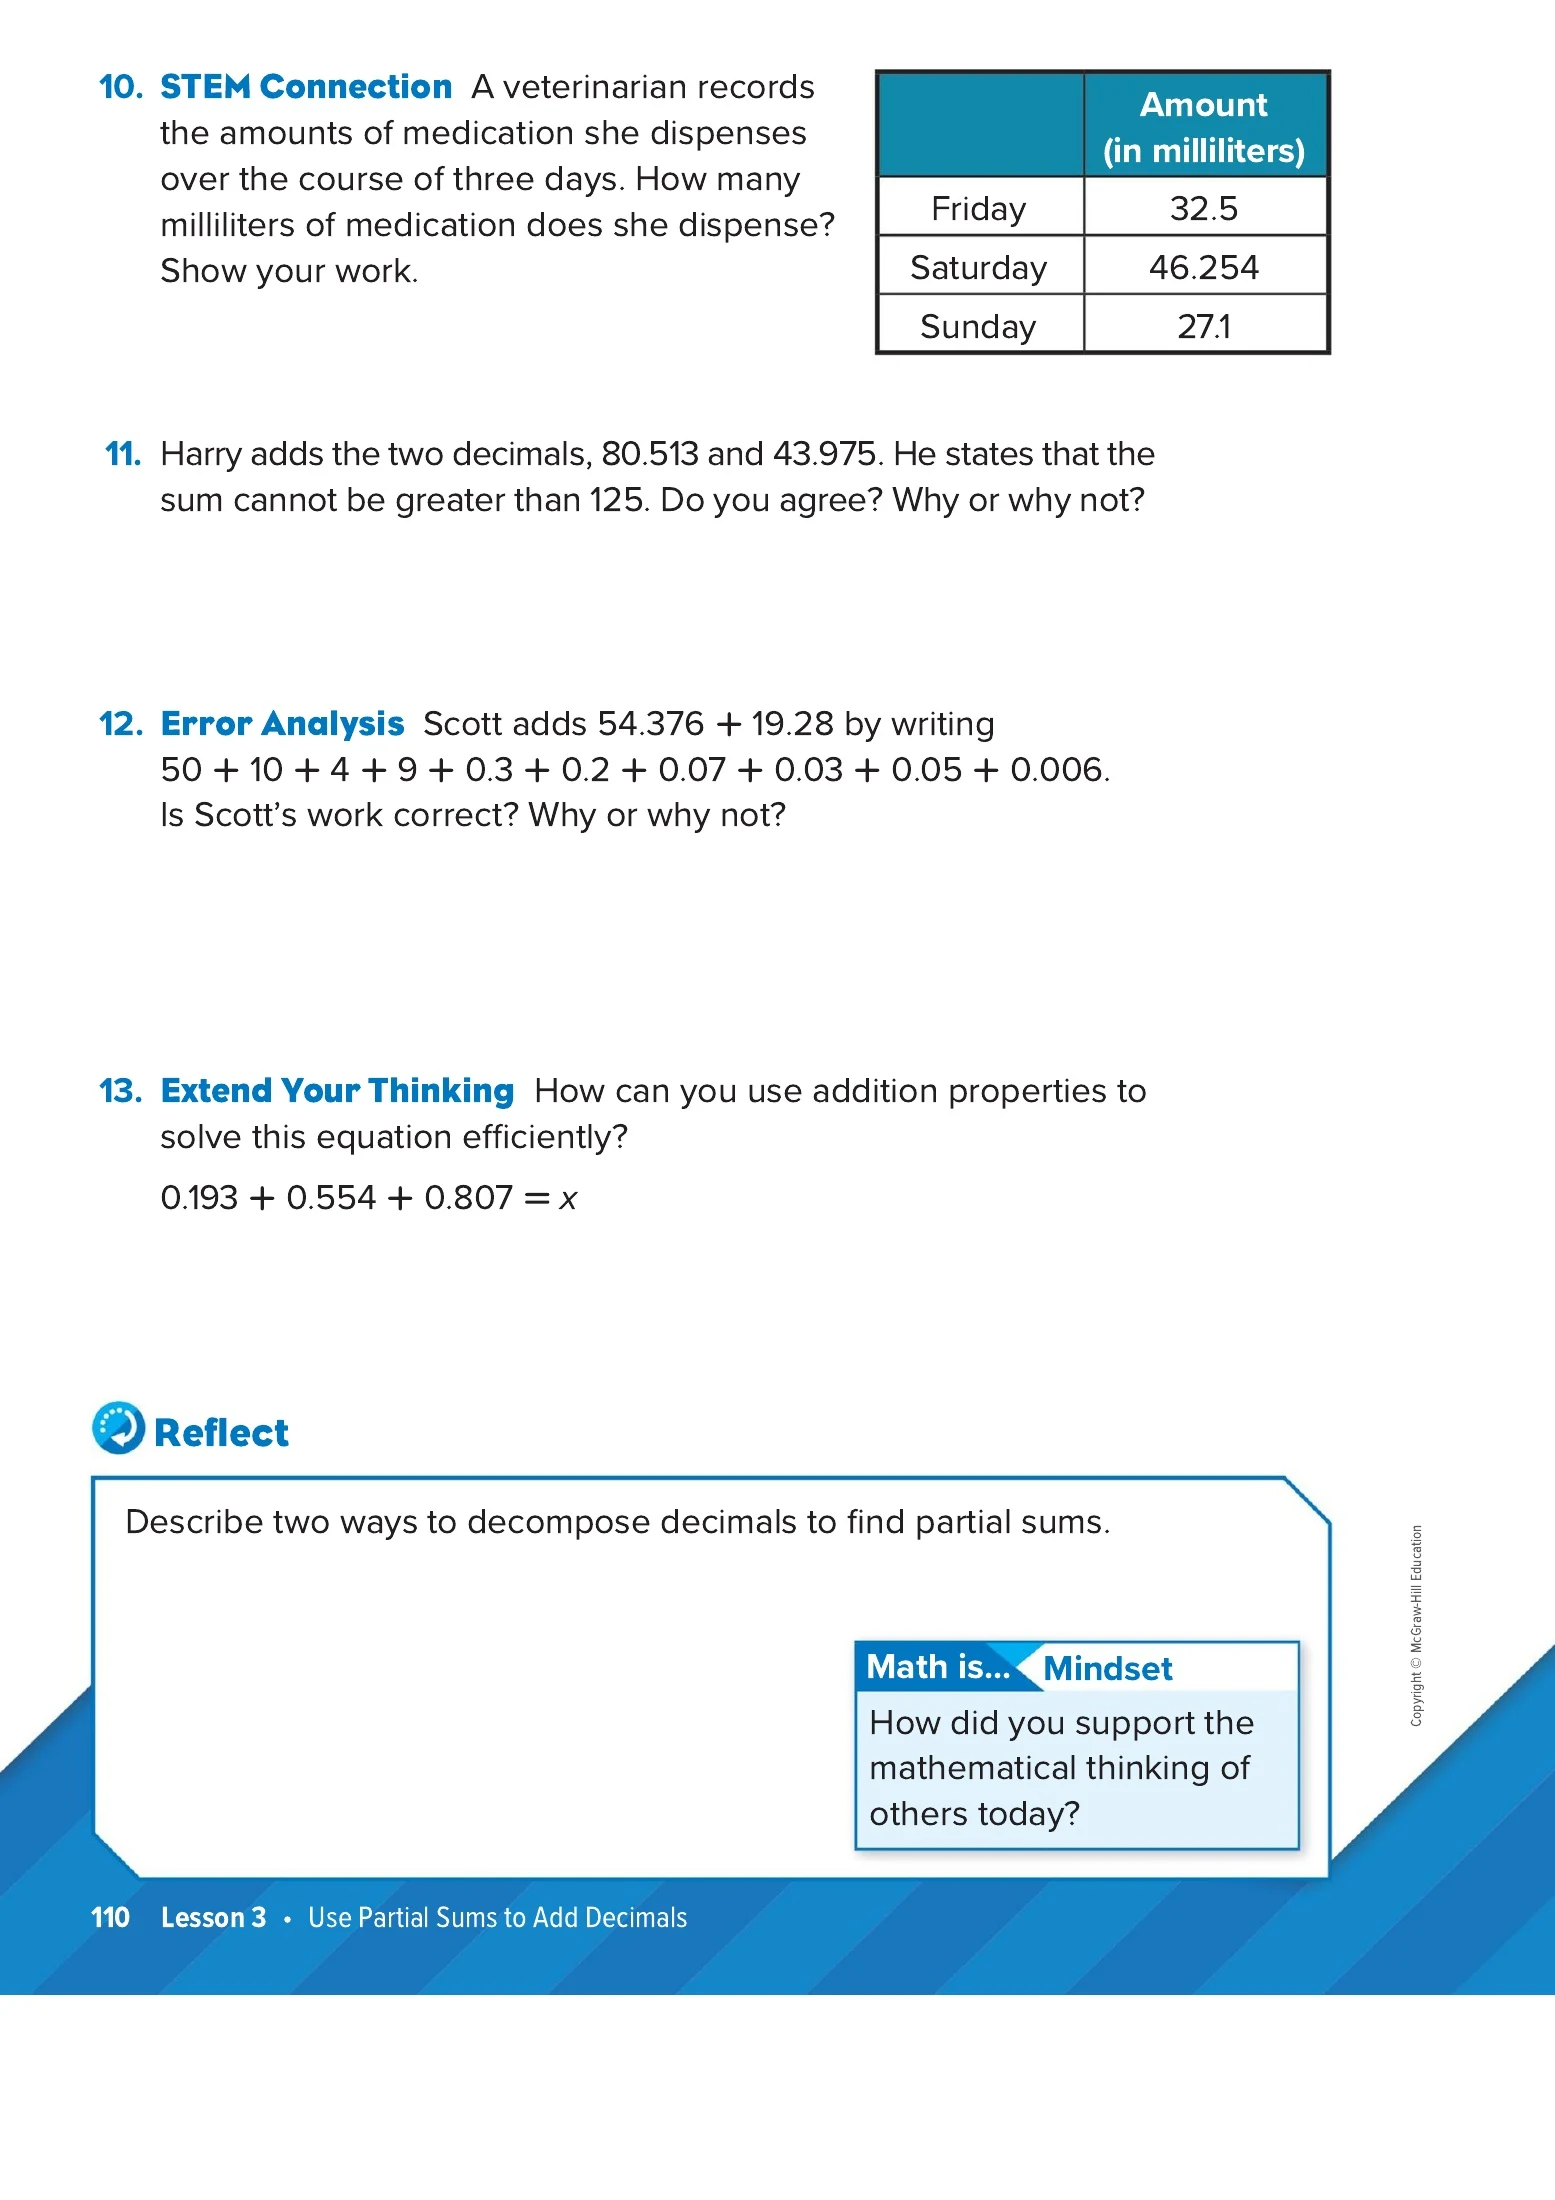 10. STEM Connection A veterinarian records
the amounts of medication she dispenses
over the course of three days. How many
milliliters of medication does she dispense?
Show your work.
Amount
(in milliliters)
Friday 32.5
Saturday 46.254
Sunday 27.1
11. Harry adds the two decimals, 80.513 and 43.975. He states that the
sum cannot be greater than 125. Do you agree? Why or why not?
12. Error Analysis Scott adds 54.376 + 19.28 by writing
50 + 10 + 4 + 9 + 0.3 + 0.2 + 0.07 + 0.03 + 0.05 + 0.006.
Is Scott's work correct? Why or why not?
13. Extend Your Thinking How can you use addition properties to
solve this equation efficiently?
0.193 + 0.554 + 0.807 = x
Reflect
Describe two ways to decompose decimals to find partial sums.
Math is... Mindset
How did you support the
mathematical thinking of
others today?
Copyright © McGraw-Hill Education
110 Lesson 3 • Use Partial Sums to Add Decimals